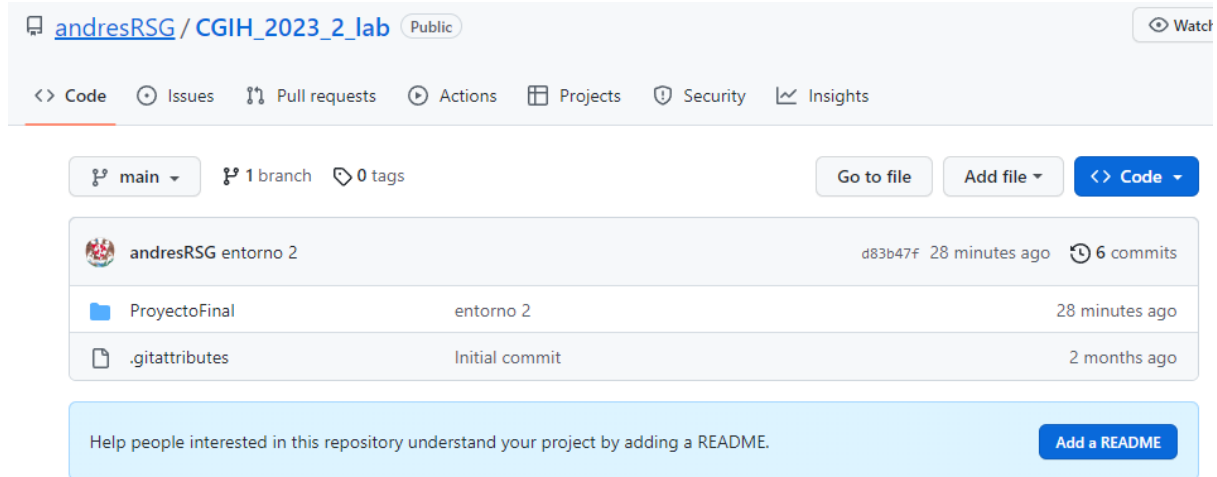 andresRSG / CGIH_2023_2_lab Public Watch
<> Code Issues Pull requests Actions Projects Security Insights
main 1 branch 0 tags Go to file Add file <> Code
andresRSG entorno 2 d83b47f 28 minutes ago 6 commits
ProyectoFinal entorno 2 28 minutes ago
.gitattributes Initial commit 2 months ago
Help people interested in this repository understand your project by adding a README. Add a README